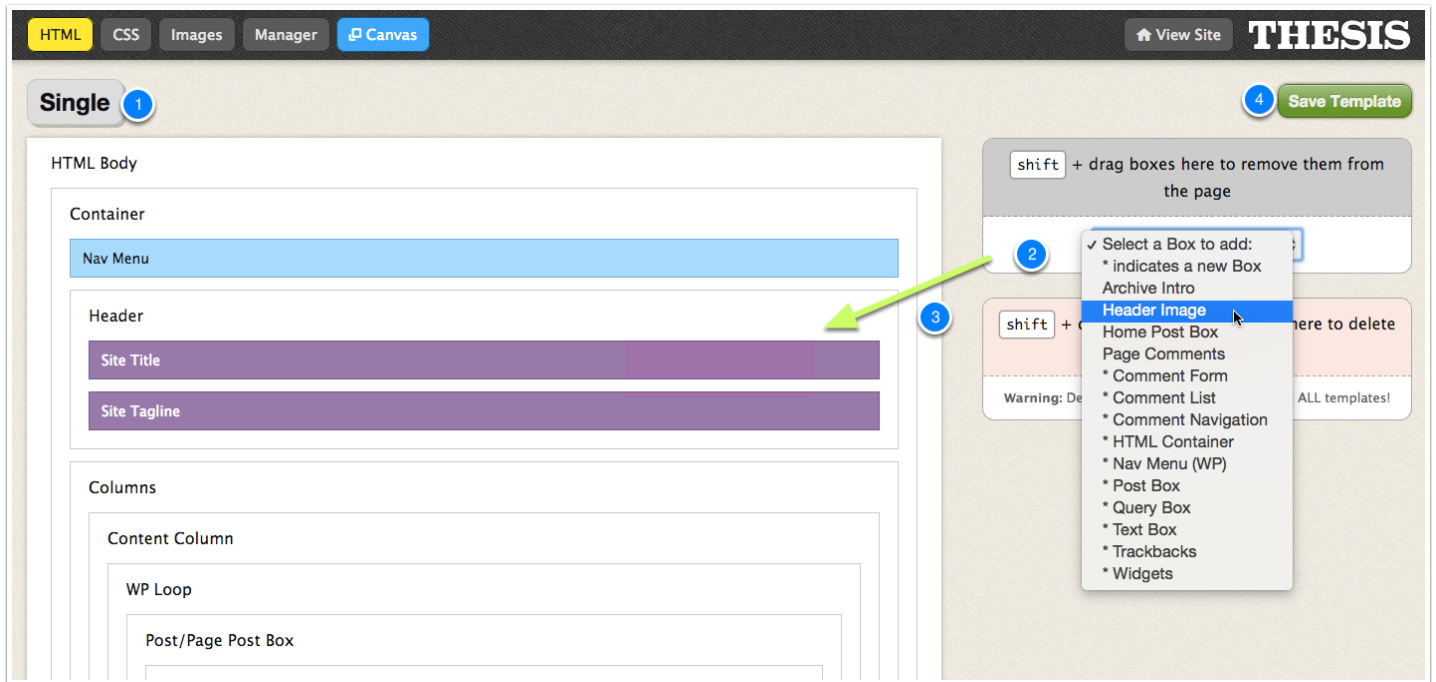 HTML CSS Images Manager Canvas View Site THESIS
Single 1
4 Save Template
HTML Body
Container
Nav Menu
Header
Site Title
Site Tagline
Columns
Content Column
WP Loop
Post/Page Post Box
shift + drag boxes here to remove them from
the page
2
3
✓ Select a Box to add:
* indicates a new Box
Archive Intro
Header Image
Home Post Box
Page Comments
* Comment Form
* Comment List
* Comment Navigation
* HTML Container
* Nav Menu (WP)
* Post Box
* Query Box
* Text Box
* Trackbacks
* Widgets
shift + here to delete
Warning: ALL templates!